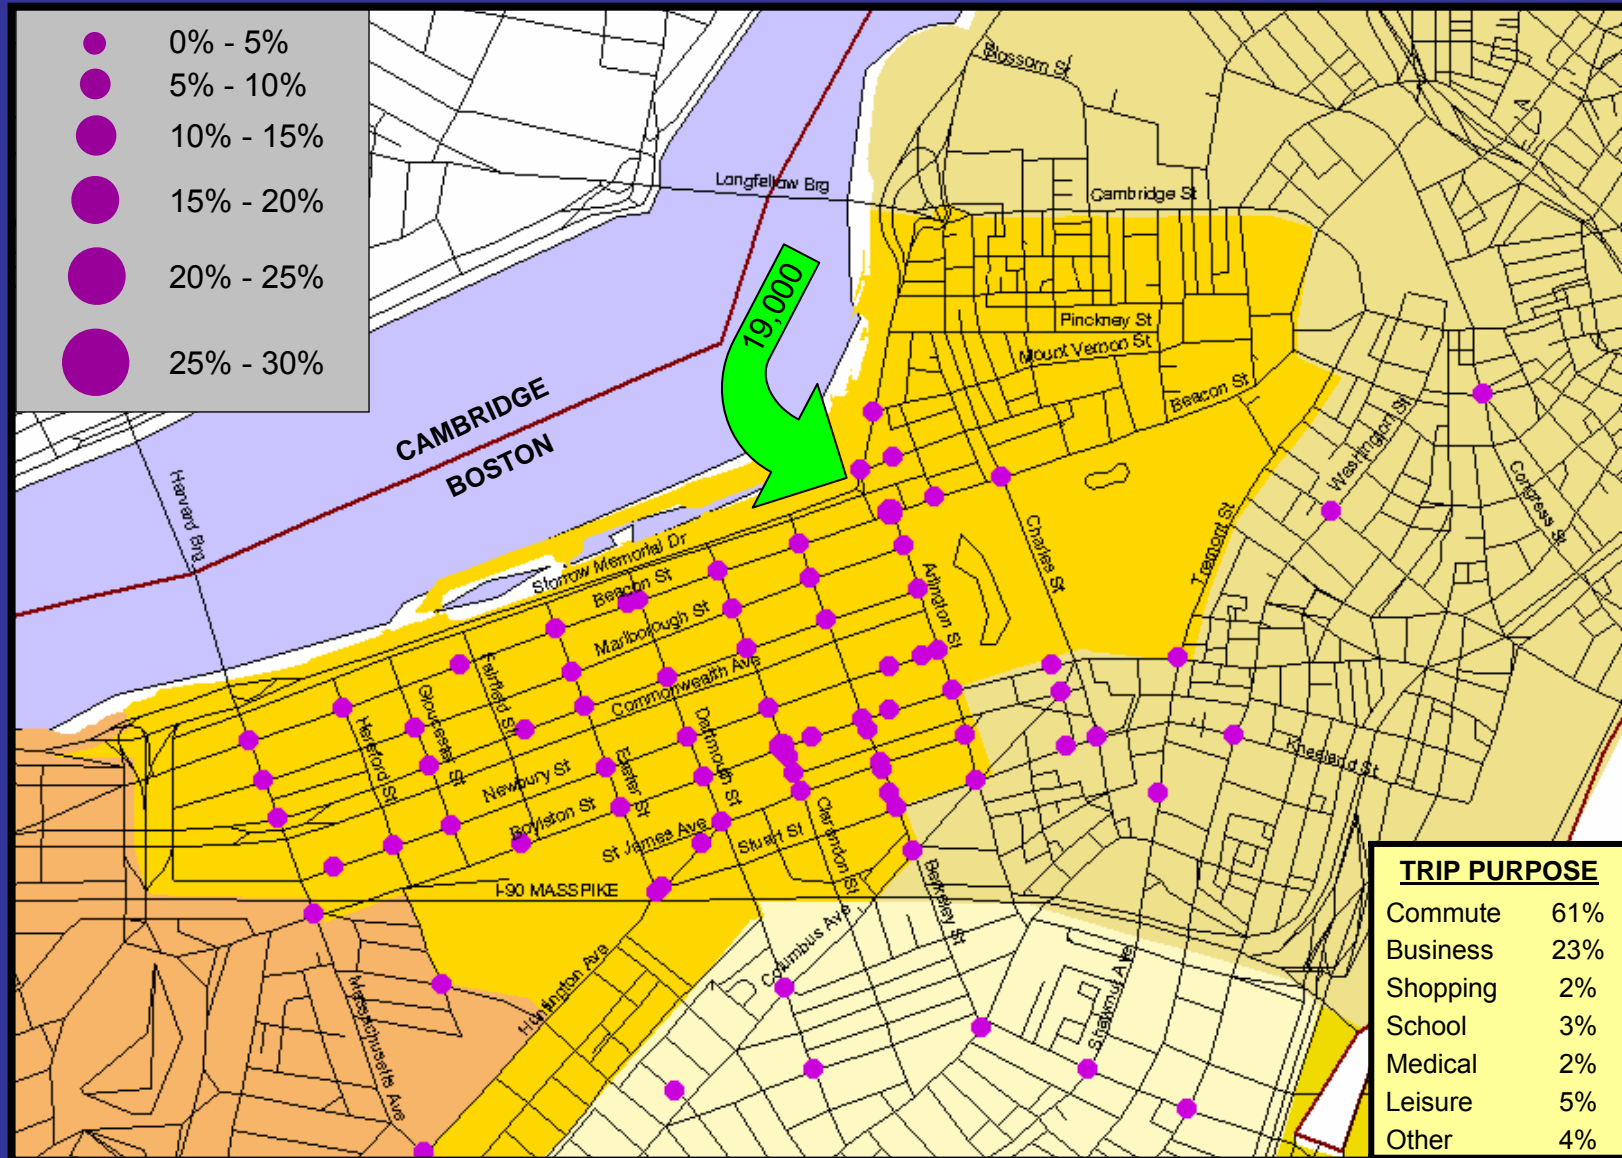 0% - 5%
5% - 10%
10% - 15%
15% - 20%
20% - 25%
25% - 30%
Blossom St
Longfellow Brg
Cambridge St
19,000
Pinckney St
Mount Vernon St
Beacon St
CAMBRIDGE
BOSTON
Harvard Brg
Washington St
Congress St
Storrow Memorial Dr
Beacon St
Charles St
Tremont St
Arlington St
Marlborough St
Fairfield St
Commonwealth Ave
Gloucester St
Hereford St
Dartmouth St
Kneeland St
Newbury St
Exeter St
Boylston St
St James Ave
Stuart St
Clarendon St
I-90 MASSPIKE
Berkeley St
Columbus Ave
Huntington Ave
Shawmut Ave
Massachusetts Ave
TRIP PURPOSE
Commute 61%
Business 23%
Shopping 2%
School 3%
Medical 2%
Leisure 5%
Other 4%